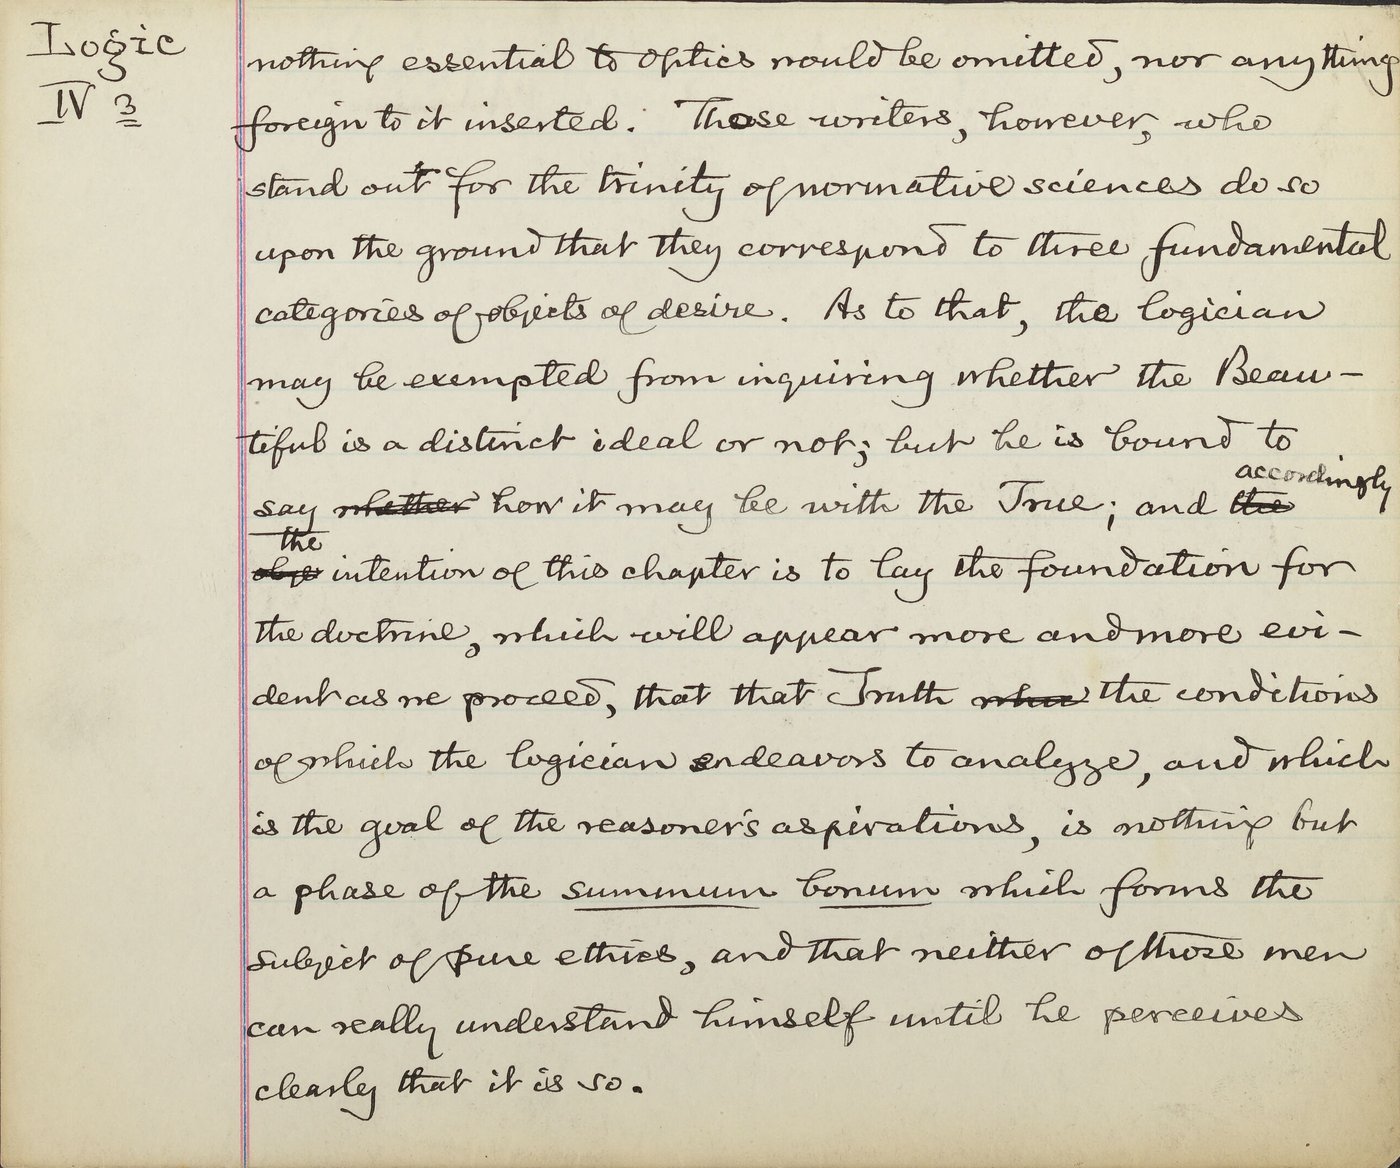 Logic
IV 3
nothing essential to optics would be omitted, nor anything
foreign to it inserted. Those writers, however, who
stand out for the trinity of normative sciences do so
upon the ground that they correspond to three fundamental
categories of objects of desire. As to that, the logician
may be exempted from inquiring whether the Beau-
tiful is a distinct ideal or not; but he is bound to
accordingly
say whether how it may be with the True; and the
the
obje intention of this chapter is to lay the foundation for
the doctrine, which will appear more and more evi-
dent as we proceed, that that Truth the conditions
of which the logician endeavors to analyze, and which
is the goal of the reasoner's aspirations, is nothing but
a phase of the summum bonum which forms the
subject of pure ethics, and that neither of those men
can really understand himself until he perceives
clearly that it is so.